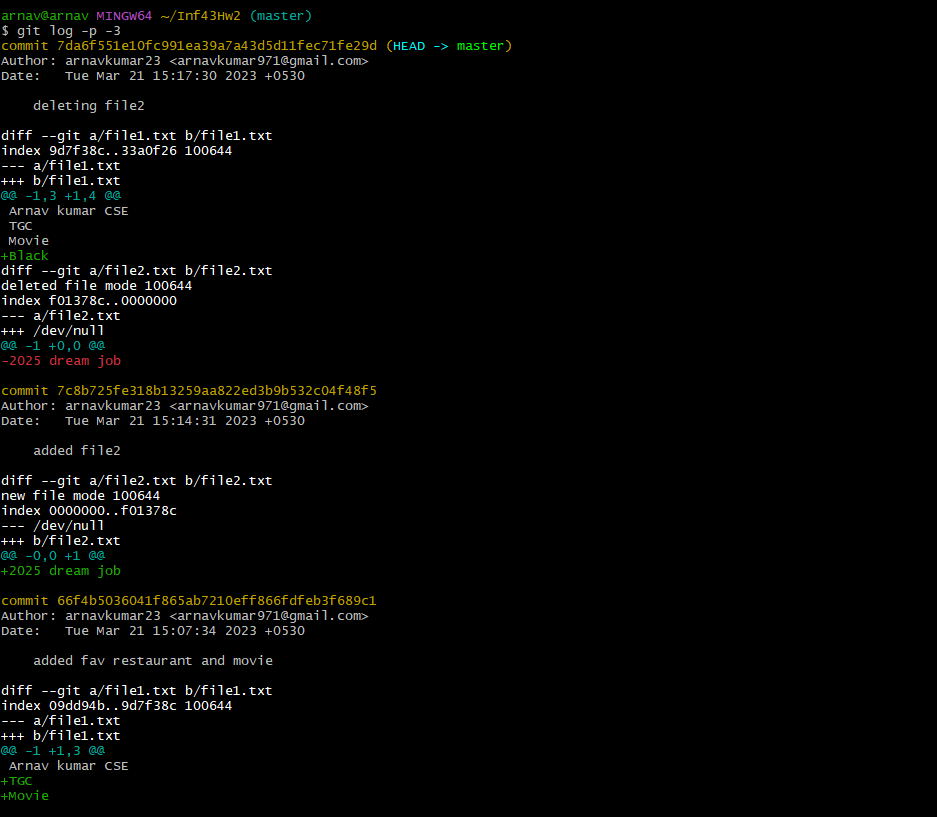 arnav@arnav MINGW64 ~/Inf43Hw2 (master)
$ git log -p -3
commit 7da6f551e10fc991ea39a7a43d5d11fec71fe29d (HEAD -> master)
Author: arnavkumar23 <arnavkumar971@gmail.com>
Date:   Tue Mar 21 15:17:30 2023 +0530

    deleting file2

diff --git a/file1.txt b/file1.txt
index 9d7f38c..33a0f26 100644
--- a/file1.txt
+++ b/file1.txt
@@ -1,3 +1,4 @@
 Arnav kumar CSE
 TGC
 Movie
+Black
diff --git a/file2.txt b/file2.txt
deleted file mode 100644
index f01378c..0000000
--- a/file2.txt
+++ /dev/null
@@ -1 +0,0 @@
-2025 dream job

commit 7c8b725fe318b13259aa822ed3b9b532c04f48f5
Author: arnavkumar23 <arnavkumar971@gmail.com>
Date:   Tue Mar 21 15:14:31 2023 +0530

    added file2

diff --git a/file2.txt b/file2.txt
new file mode 100644
index 0000000..f01378c
--- /dev/null
+++ b/file2.txt
@@ -0,0 +1 @@
+2025 dream job

commit 66f4b5036041f865ab7210eff866fdfeb3f689c1
Author: arnavkumar23 <arnavkumar971@gmail.com>
Date:   Tue Mar 21 15:07:34 2023 +0530

    added fav restaurant and movie

diff --git a/file1.txt b/file1.txt
index 09dd94b..9d7f38c 100644
--- a/file1.txt
+++ b/file1.txt
@@ -1 +1,3 @@
 Arnav kumar CSE
+TGC
+Movie